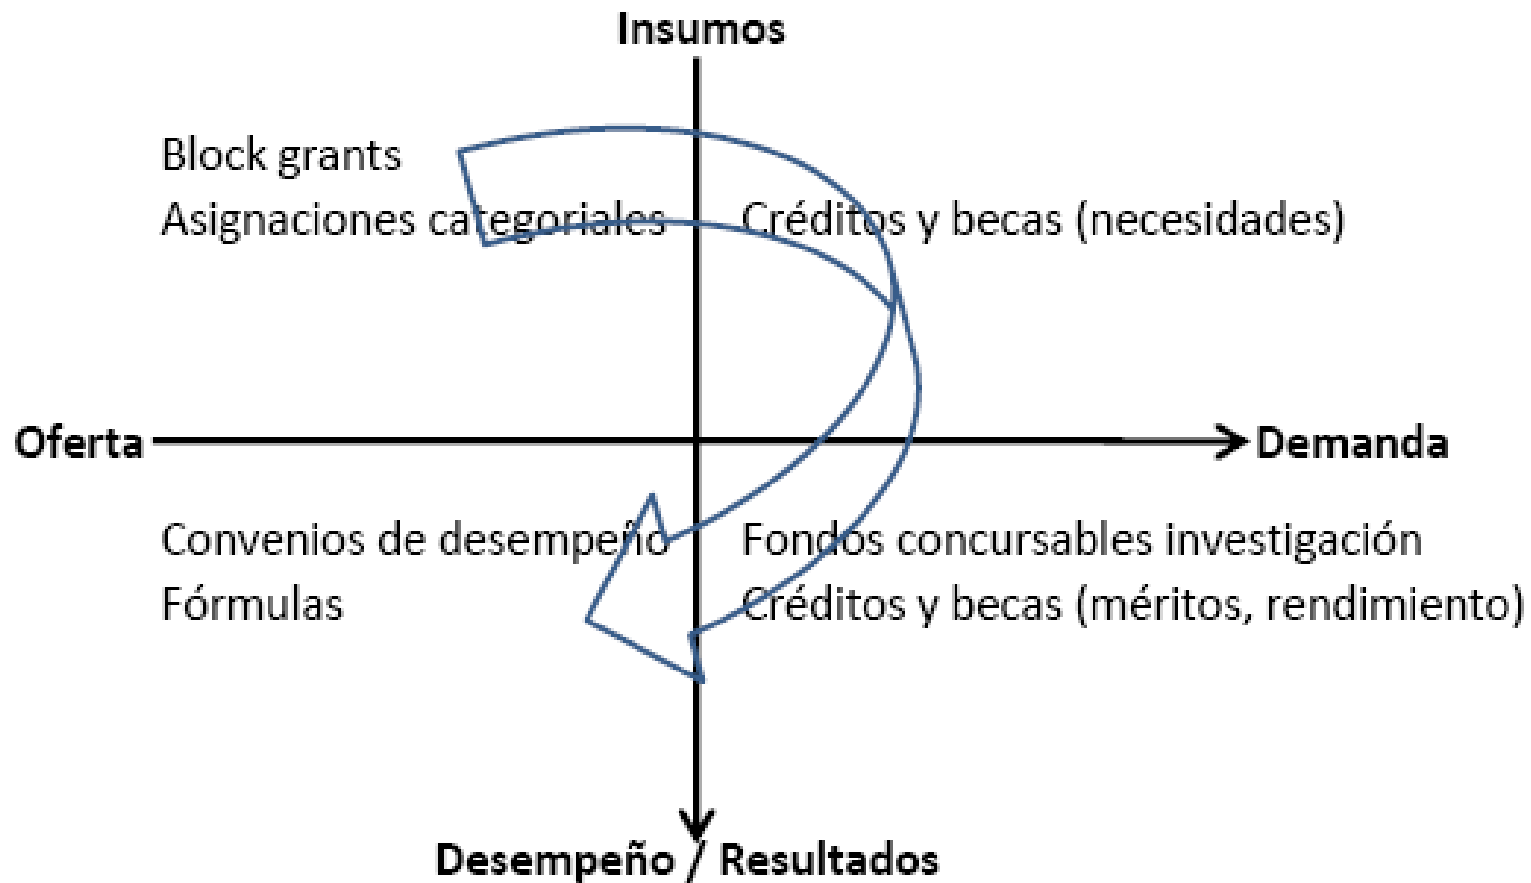 Insumos
Block grants
Asignaciones categoriales
Créditos y becas (necesidades)
Oferta
Demanda
Convenios de desempeño
Fondos concursables investigación
Fórmulas
Créditos y becas (méritos, rendimiento)
Desempeño / Resultados